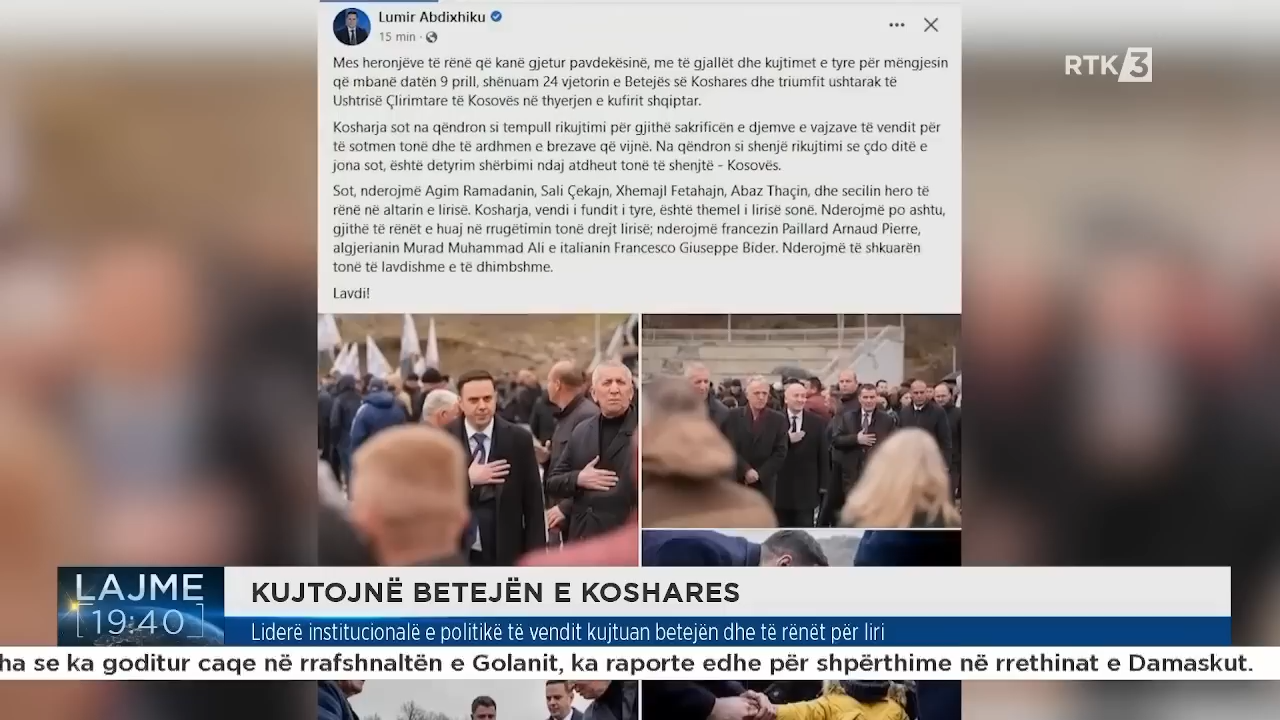 Lumir Abdixhiku
15 min ·
RTK 3
Mes heronjëve të rënë që kanë gjetur pavdekësinë, me të gjallët dhe kujtimet e tyre për mëngjesin
që mbanë datën 9 prill, shënuam 24 vjetorin e Betejës së Koshares dhe triumfit ushtarak të
Ushtrisë Çlirimtare të Kosovës në thyerjen e kufirit shqiptar.
Kosharja sot na qëndron si tempull rikujtimi për gjithë sakrificën e djemve e vajzave të vendit për
të sotmen tonë dhe të ardhmen e brezave që vijnë. Na qëndron si shenjë rikujtimi se çdo ditë e
jona sot, është detyrim shërbimi ndaj atdheut tonë të shenjtë - Kosovës.
Sot, nderojmë Agim Ramadanin, Sali Çekajn, Xhemajl Fetahajn, Abaz Thaçin, dhe secilin hero të
rënë në altarin e lirisë. Kosharja, vendi i fundit i tyre, është themel i lirisë sonë. Nderojmë po ashtu,
gjithë të rënët e huaj në rrugëtimin tonë drejt lirisë; nderojmë francezin Paillard Arnaud Pierre,
algjerianin Murad Muhammad Ali e italianin Francesco Giuseppe Bider. Nderojmë të shkuarën
tonë të lavdishme e të dhimbshme.
Lavdi!
LAJME
19:40
KUJTOJNË BETEJËN E KOSHARES
Liderë institucionalë e politikë të vendit kujtuan betejën dhe të rënët për liri
ha se ka goditur caqe në rrafshnaltën e Golanit, ka raporte edhe për shpërthime në rrethinat e Damaskut.